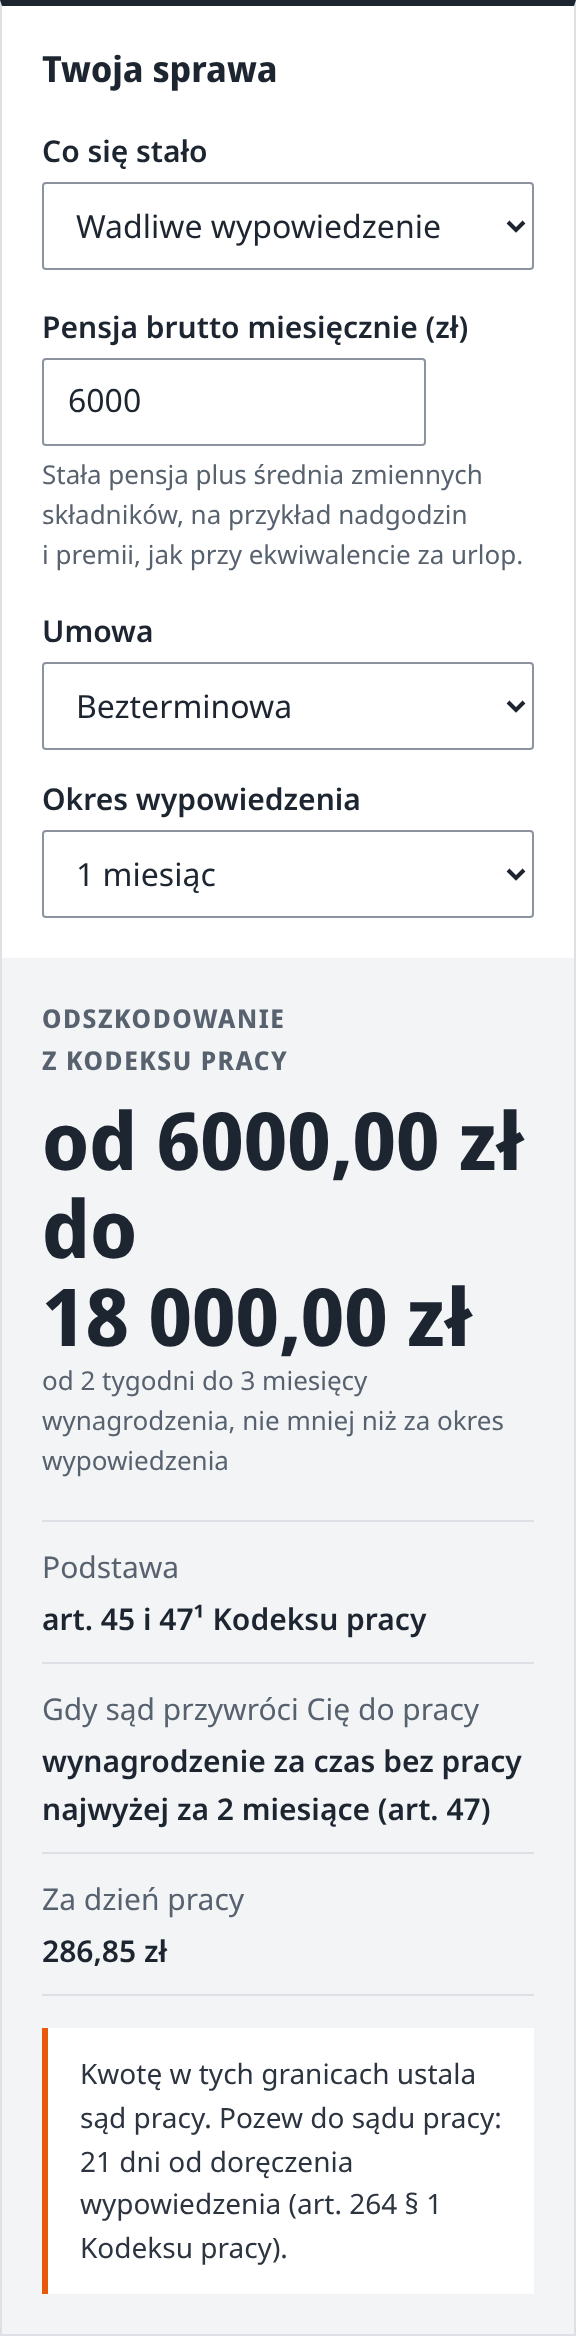 Twoja sprawa
Co się stało
Wadliwe wypowiedzenie
Pensja brutto miesięcznie (zł)
6000
Stała pensja plus średnia zmiennych
składników, na przykład nadgodzin
i premii, jak przy ekwiwalencie za urlop.
Umowa
Bezterminowa
Okres wypowiedzenia
1 miesiąc
ODSZKODOWANIE
Z KODEKSU PRACY
od 6000,00 zł
do
18 000,00 zł
od 2 tygodni do 3 miesięcy
wynagrodzenia, nie mniej niż za okres
wypowiedzenia
Podstawa
art. 45 i 47¹ Kodeksu pracy
Gdy sąd przywróci Cię do pracy
wynagrodzenie za czas bez pracy
najwyżej za 2 miesiące (art. 47)
Za dzień pracy
286,85 zł
Kwotę w tych granicach ustala
sąd pracy. Pozew do sądu pracy:
21 dni od doręczenia
wypowiedzenia (art. 264 § 1
Kodeksu pracy).